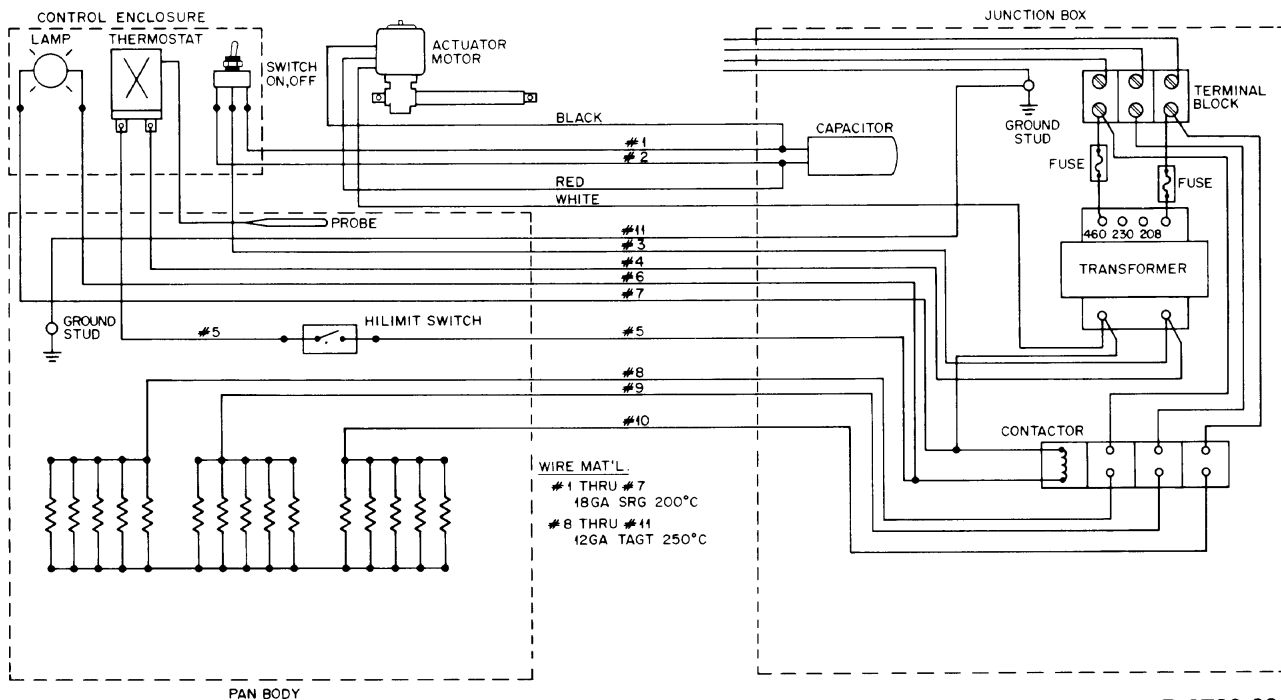 CONTROL ENCLOSURE
LAMP
THERMOSTAT
SWITCH
ON,OFF
ACTUATOR
MOTOR
JUNCTION BOX
TERMINAL
BLOCK
GROUND
STUD
BLACK
CAPACITOR
#1
#2
FUSE
FUSE
RED
WHITE
PROBE
#11
#3
#4
#6
#7
460 230 208
TRANSFORMER
GROUND
STUD
#5
HILIMIT SWITCH
#5
#8
#9
#10
CONTACTOR
WIRE MAT'L.
#1 THRU #7
18GA SRG 200°C
#8 THRU #11
12GA TAGT 250°C
PAN BODY